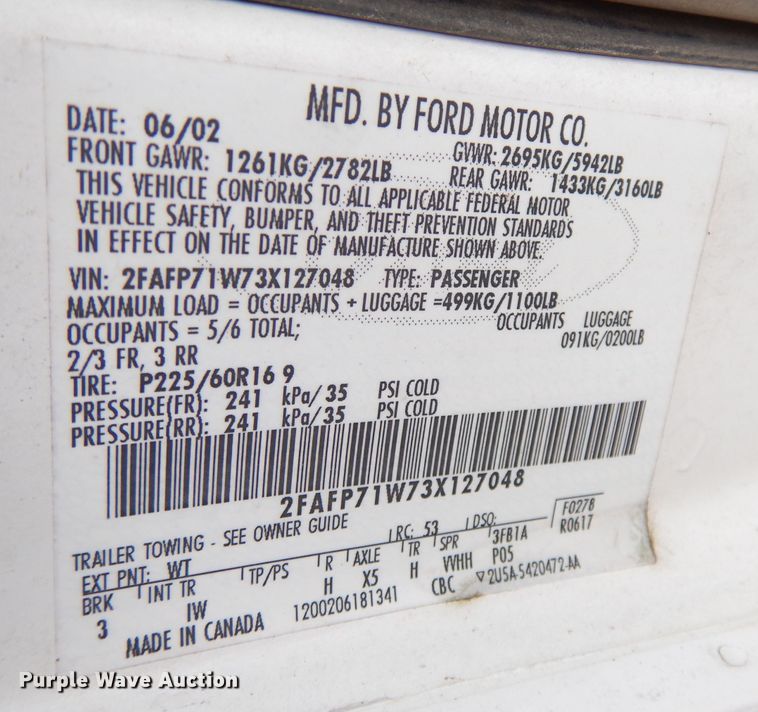 MFD. BY FORD MOTOR CO.
DATE: 06/02 GVWR: 2695KG/5942LB
FRONT GAWR: 1261KG/2782LB REAR GAWR: 1433KG/3160LB
THIS VEHICLE CONFORMS TO ALL APPLICABLE FEDERAL MOTOR
VEHICLE SAFETY, BUMPER, AND THEFT PREVENTION STANDARDS
IN EFFECT ON THE DATE OF MANUFACTURE SHOWN ABOVE.
VIN: 2FAFP71W73X127048 TYPE: PASSENGER
MAXIMUM LOAD = OCCUPANTS + LUGGAGE =499KG/1100LB
OCCUPANTS = 5/6 TOTAL; OCCUPANTS LUGGAGE
2/3 FR, 3 RR 091KG/0200LB
TIRE: P225/60R16 9
PRESSURE(FR): 241 kPa/35 PSI COLD
PRESSURE(RR): 241 kPa/35 PSI COLD
2FAFP71W73X127048
TRAILER TOWING - SEE OWNER GUIDE
EXT PNT: WT RC: 53 DSO: F0278
BRK INT TR TP/PS R AXLE TR SPR 3FB1A R0617
3 IW H X5 H VVHH P05
MADE IN CANADA 1200206181341 CBC ▽2U5A-5420472-AA
Purple Wave Auction